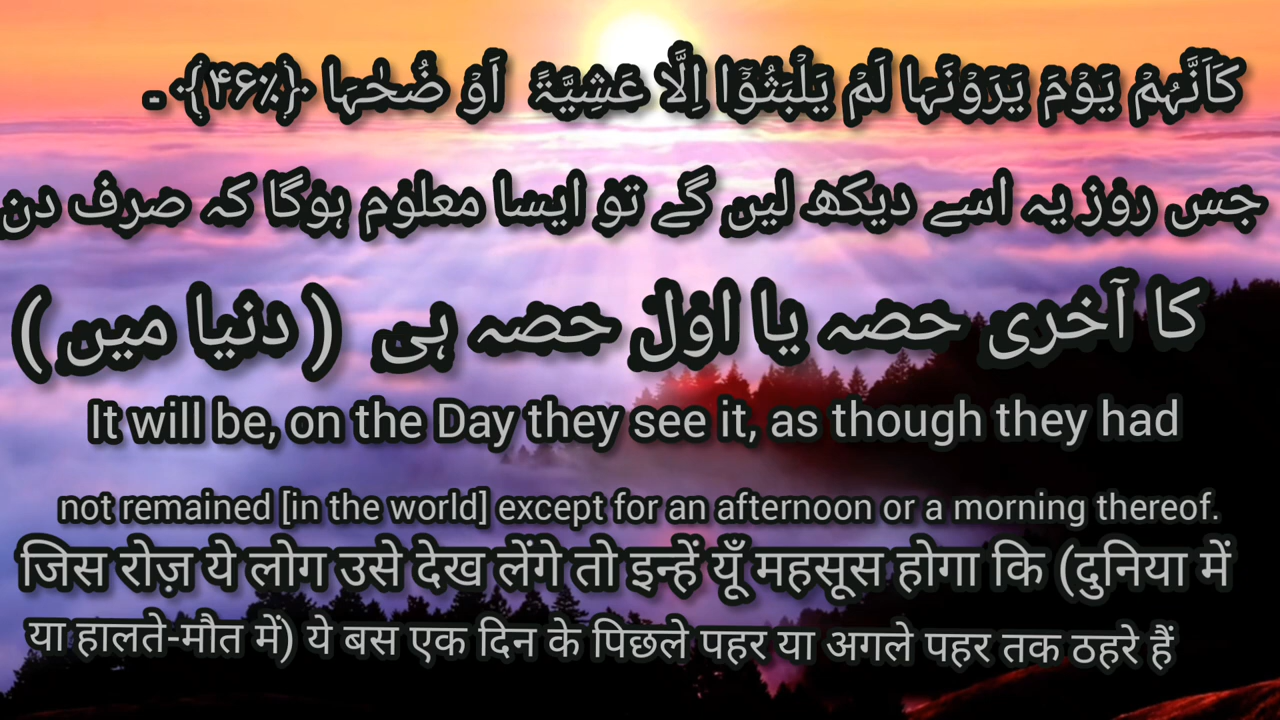 کَاَنَّہُمۡ یَوۡمَ یَرَوۡنَہَا لَمۡ یَلۡبَثُوۡۤا اِلَّا عَشِیَّۃً اَوۡ ضُحٰہَا ﴿٪۴۶﴾ ۔
جس روز یہ اسے دیکھ لیں گے تو ایسا معلوم ہوگا کہ صرف دن
کا آخری حصہ یا اول حصہ ہی ( دنیا میں )
It will be, on the Day they see it, as though they had
not remained [in the world] except for an afternoon or a morning thereof.
जिस रोज़ ये लोग उसे देख लेंगे तो इन्हें यूँ महसूस होगा कि (दुनिया में
या हालते-मौत में) ये बस एक दिन के पिछले पहर या अगले पहर तक ठहरे हैं